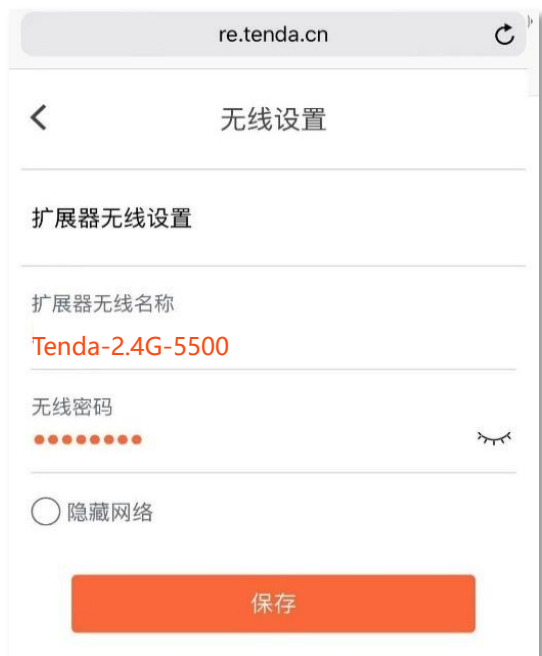 re.tenda.cn
无线设置
扩展器无线设置
扩展器无线名称
Tenda-2.4G-5500
无线密码
••••••••
隐藏网络
保存